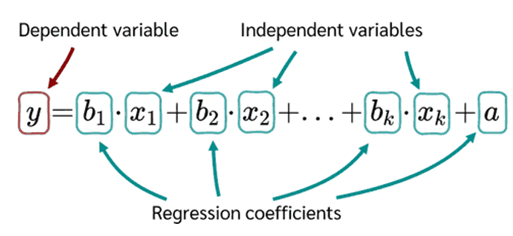 Dependent variable
Independent variables
y = b₁ · x₁ + b₂ · x₂ + . . . + bₖ · xₖ + a
Regression coefficients